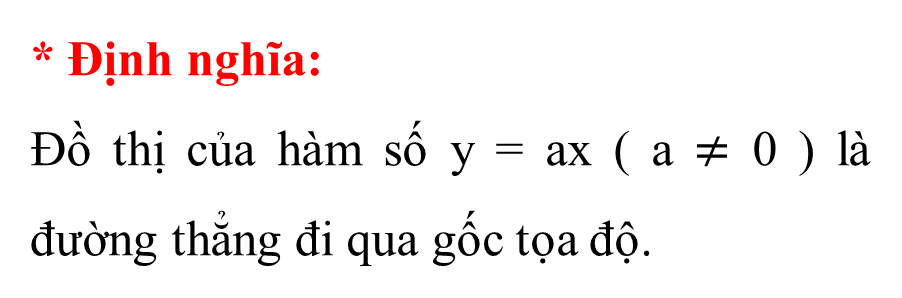 * Định nghĩa:
Đồ thị của hàm số y = ax ( a ≠ 0 ) là
đường thẳng đi qua gốc tọa độ.